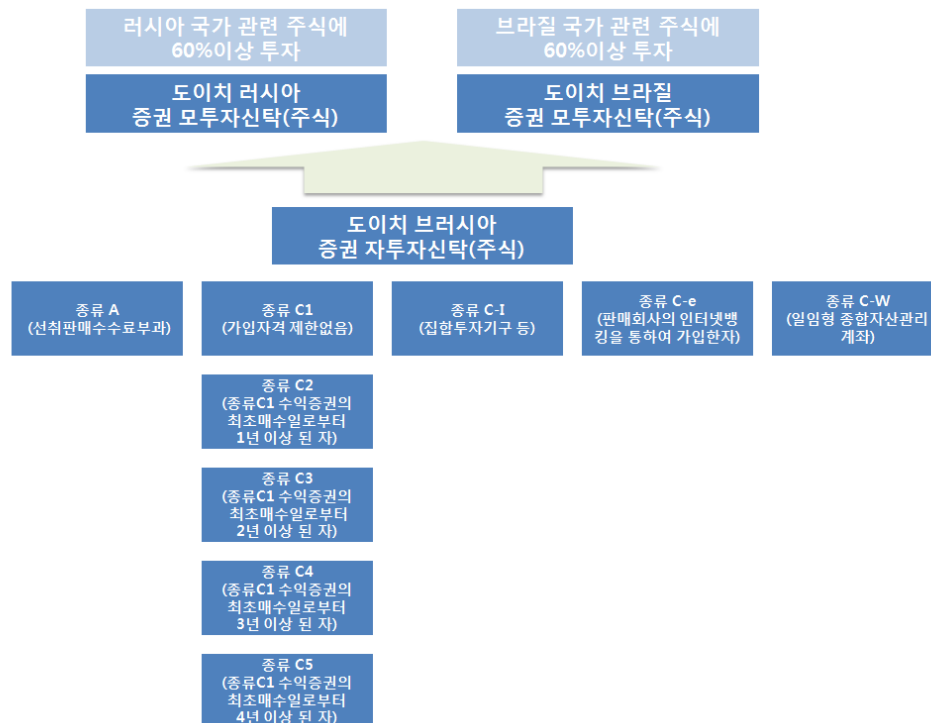 러시아 국가 관련 주식에
60%이상 투자
브라질 국가 관련 주식에
60%이상 투자
도이치 러시아
증권 모투자신탁(주식)
도이치 브라질
증권 모투자신탁(주식)
도이치 브러시아
증권 자투자신탁(주식)
종류 A
(선취판매수수료부과)
종류 C1
(가입자격 제한없음)
종류 C-I
(집합투자기구 등)
종류 C-e
(판매회사의 인터넷뱅
킹을 통하여 가입한자)
종류 C-W
(일임형 종합자산관리
계좌)
종류 C2
(종류C1 수익증권의
최초매수일로부터
1년 이상 된 자)
종류 C3
(종류C1 수익증권의
최초매수일로부터
2년 이상 된 자)
종류 C4
(종류C1 수익증권의
최초매수일로부터
3년 이상 된 자)
종류 C5
(종류C1 수익증권의
최초매수일로부터
4년 이상 된 자)